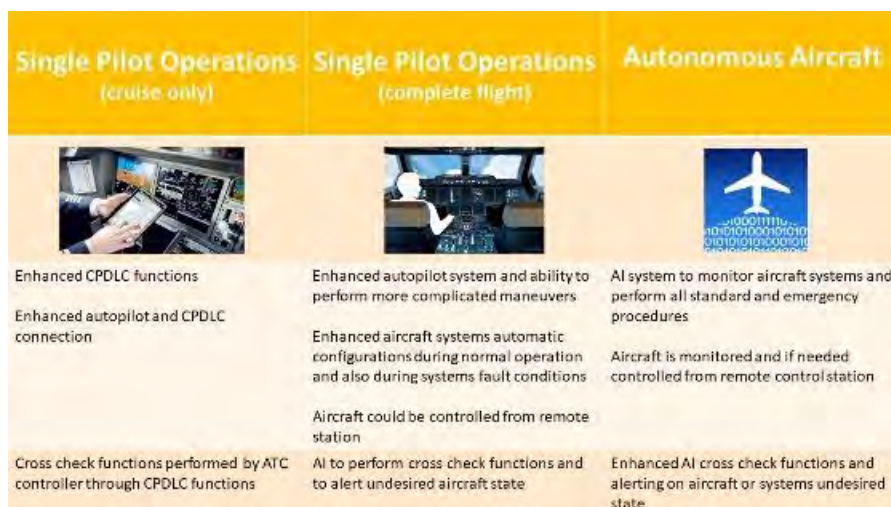 Single Pilot Operations
(cruise only)
Single Pilot Operations
(complete flight)
Autonomous Aircraft
0100011110
1010101000101010
01010101010101010
Enhanced CPDLC functions
Enhanced autopilot and CPDLC
connection
Enhanced autopilot system and ability to
perform more complicated maneuvers
Enhanced aircraft systems automatic
configurations during normal operation
and also during systems fault conditions
Aircraft could be controlled from remote
station
AI system to monitor aircraft systems and
perform all standard and emergency
procedures
Aircraft is monitored and if needed
controlled from remote control station
Cross check functions performed by ATC
controller through CPDLC functions
AI to perform cross check functions and
to alert undesired aircraft state
Enhanced AI cross check functions and
alerting on aircraft or systems undesired
state